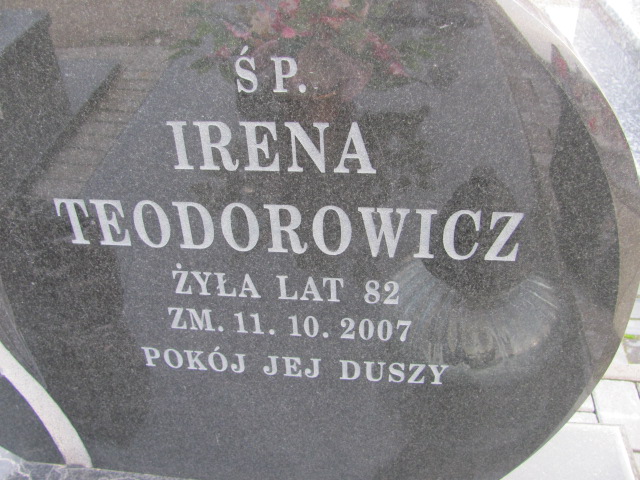 ŚP.
IRENA
TEODOROWICZ
ŻYŁA LAT 82
ZM. 11. 10. 2007
POKÓJ JEJ DUSZY